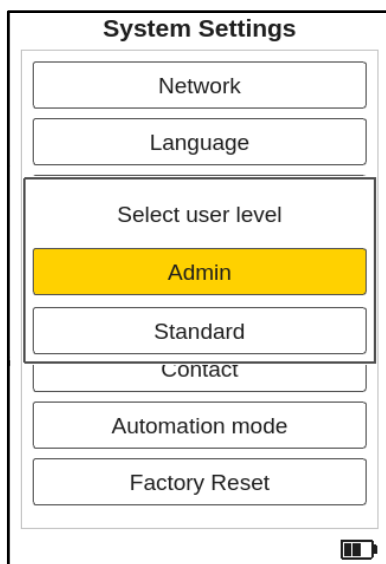 System Settings
Network
Language
Select user level
Admin
Standard
Contact
Automation mode
Factory Reset